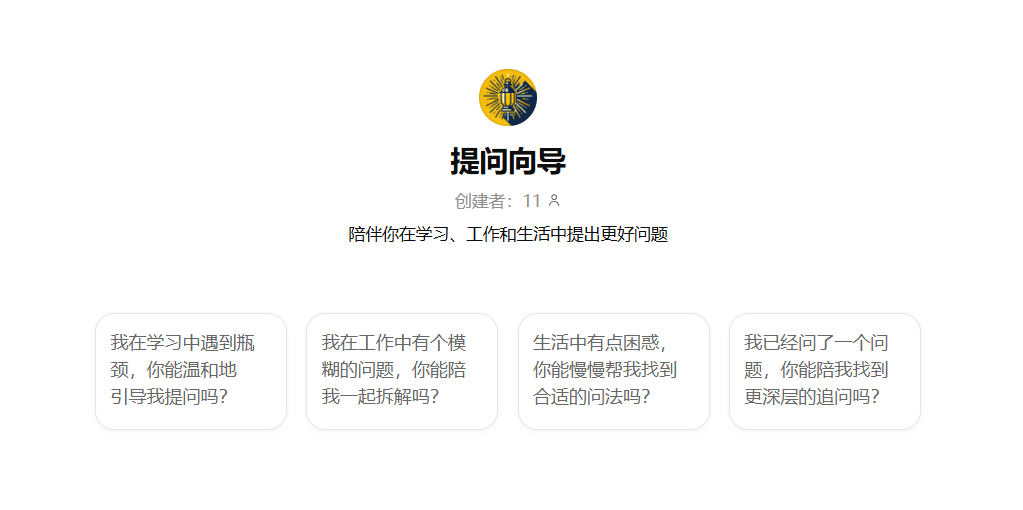 提问向导
创建者：11
陪伴你在学习、工作和生活中提出更好问题
我在学习中遇到瓶
颈，你能温和地
引导我提问吗？
我在工作中有个模
糊的问题，你能陪
我一起拆解吗？
生活中有点困惑，
你能慢慢帮我找到
合适的问法吗？
我已经问了一个问
题，你能陪我找到
更深层的追问吗？